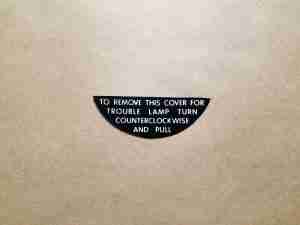 TO REMOVE THIS COVER FOR
TROUBLE LAMP TURN
COUNTERCLOCKWISE
AND PULL